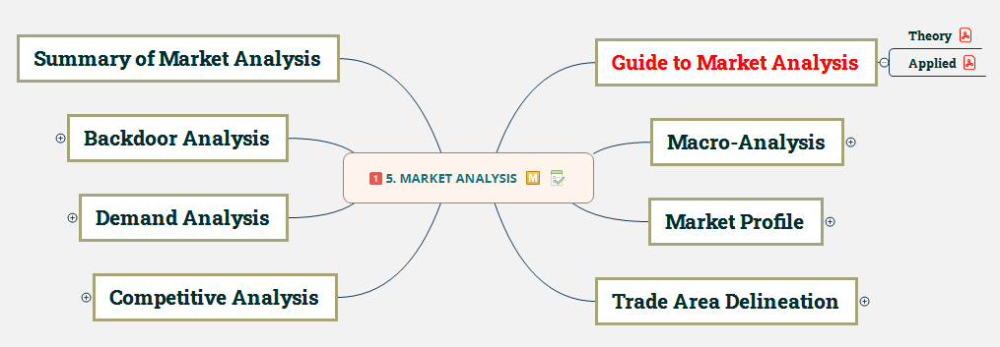 Summary of Market Analysis
Backdoor Analysis
Demand Analysis
Competitive Analysis
1 5. MARKET ANALYSIS M
Guide to Market Analysis
Theory
Applied
Macro-Analysis
Market Profile
Trade Area Delineation